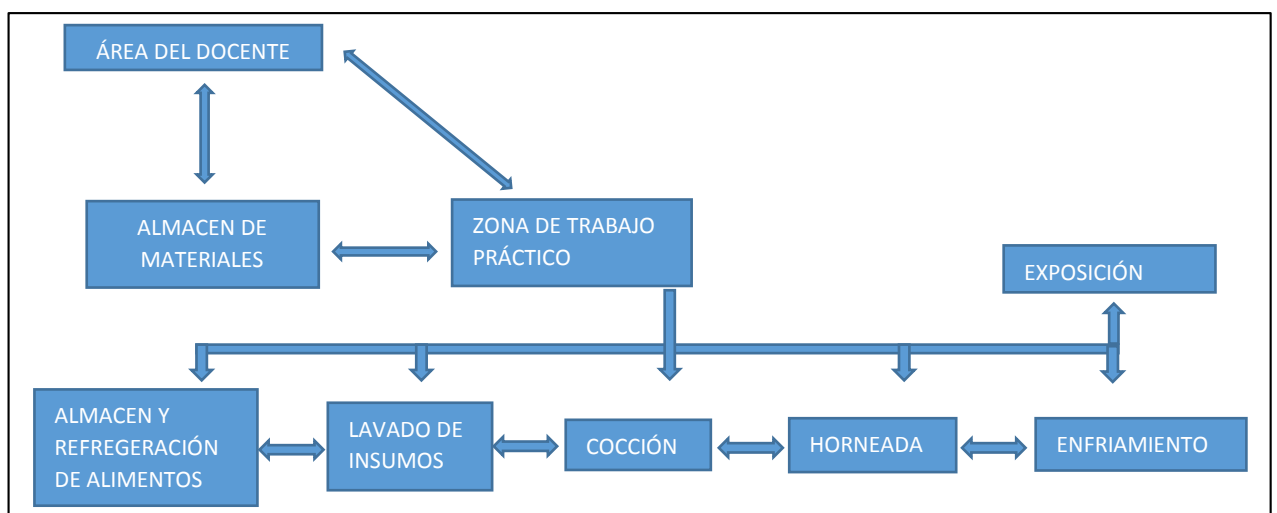 ÁREA DEL DOCENTE
ALMACEN DE
MATERIALES
ZONA DE TRABAJO
PRÁCTICO
EXPOSICIÓN
ALMACEN Y
REFREGERACIÓN
DE ALIMENTOS
LAVADO DE
INSUMOS
COCCIÓN
HORNEADA
ENFRIAMIENTO